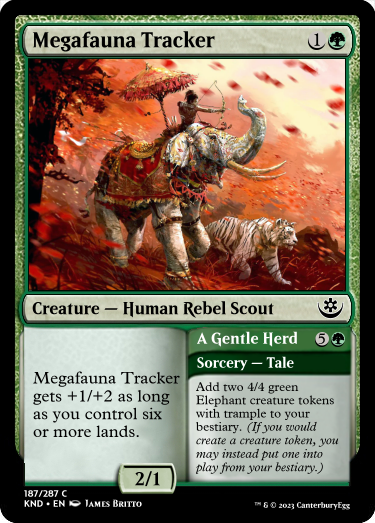 Megafauna Tracker 1
Creature — Human Rebel Scout
Megafauna Tracker
gets +1/+2 as long
as you control six
or more lands.
2/1
A Gentle Herd 5
Sorcery — Tale
Add two 4/4 green
Elephant creature tokens
with trample to your
bestiary. (If you would
create a creature token, you
may instead put one into
play from your bestiary.)
187/287 C
KND • EN James Britto
™ & © 2023 CanterburyEgg